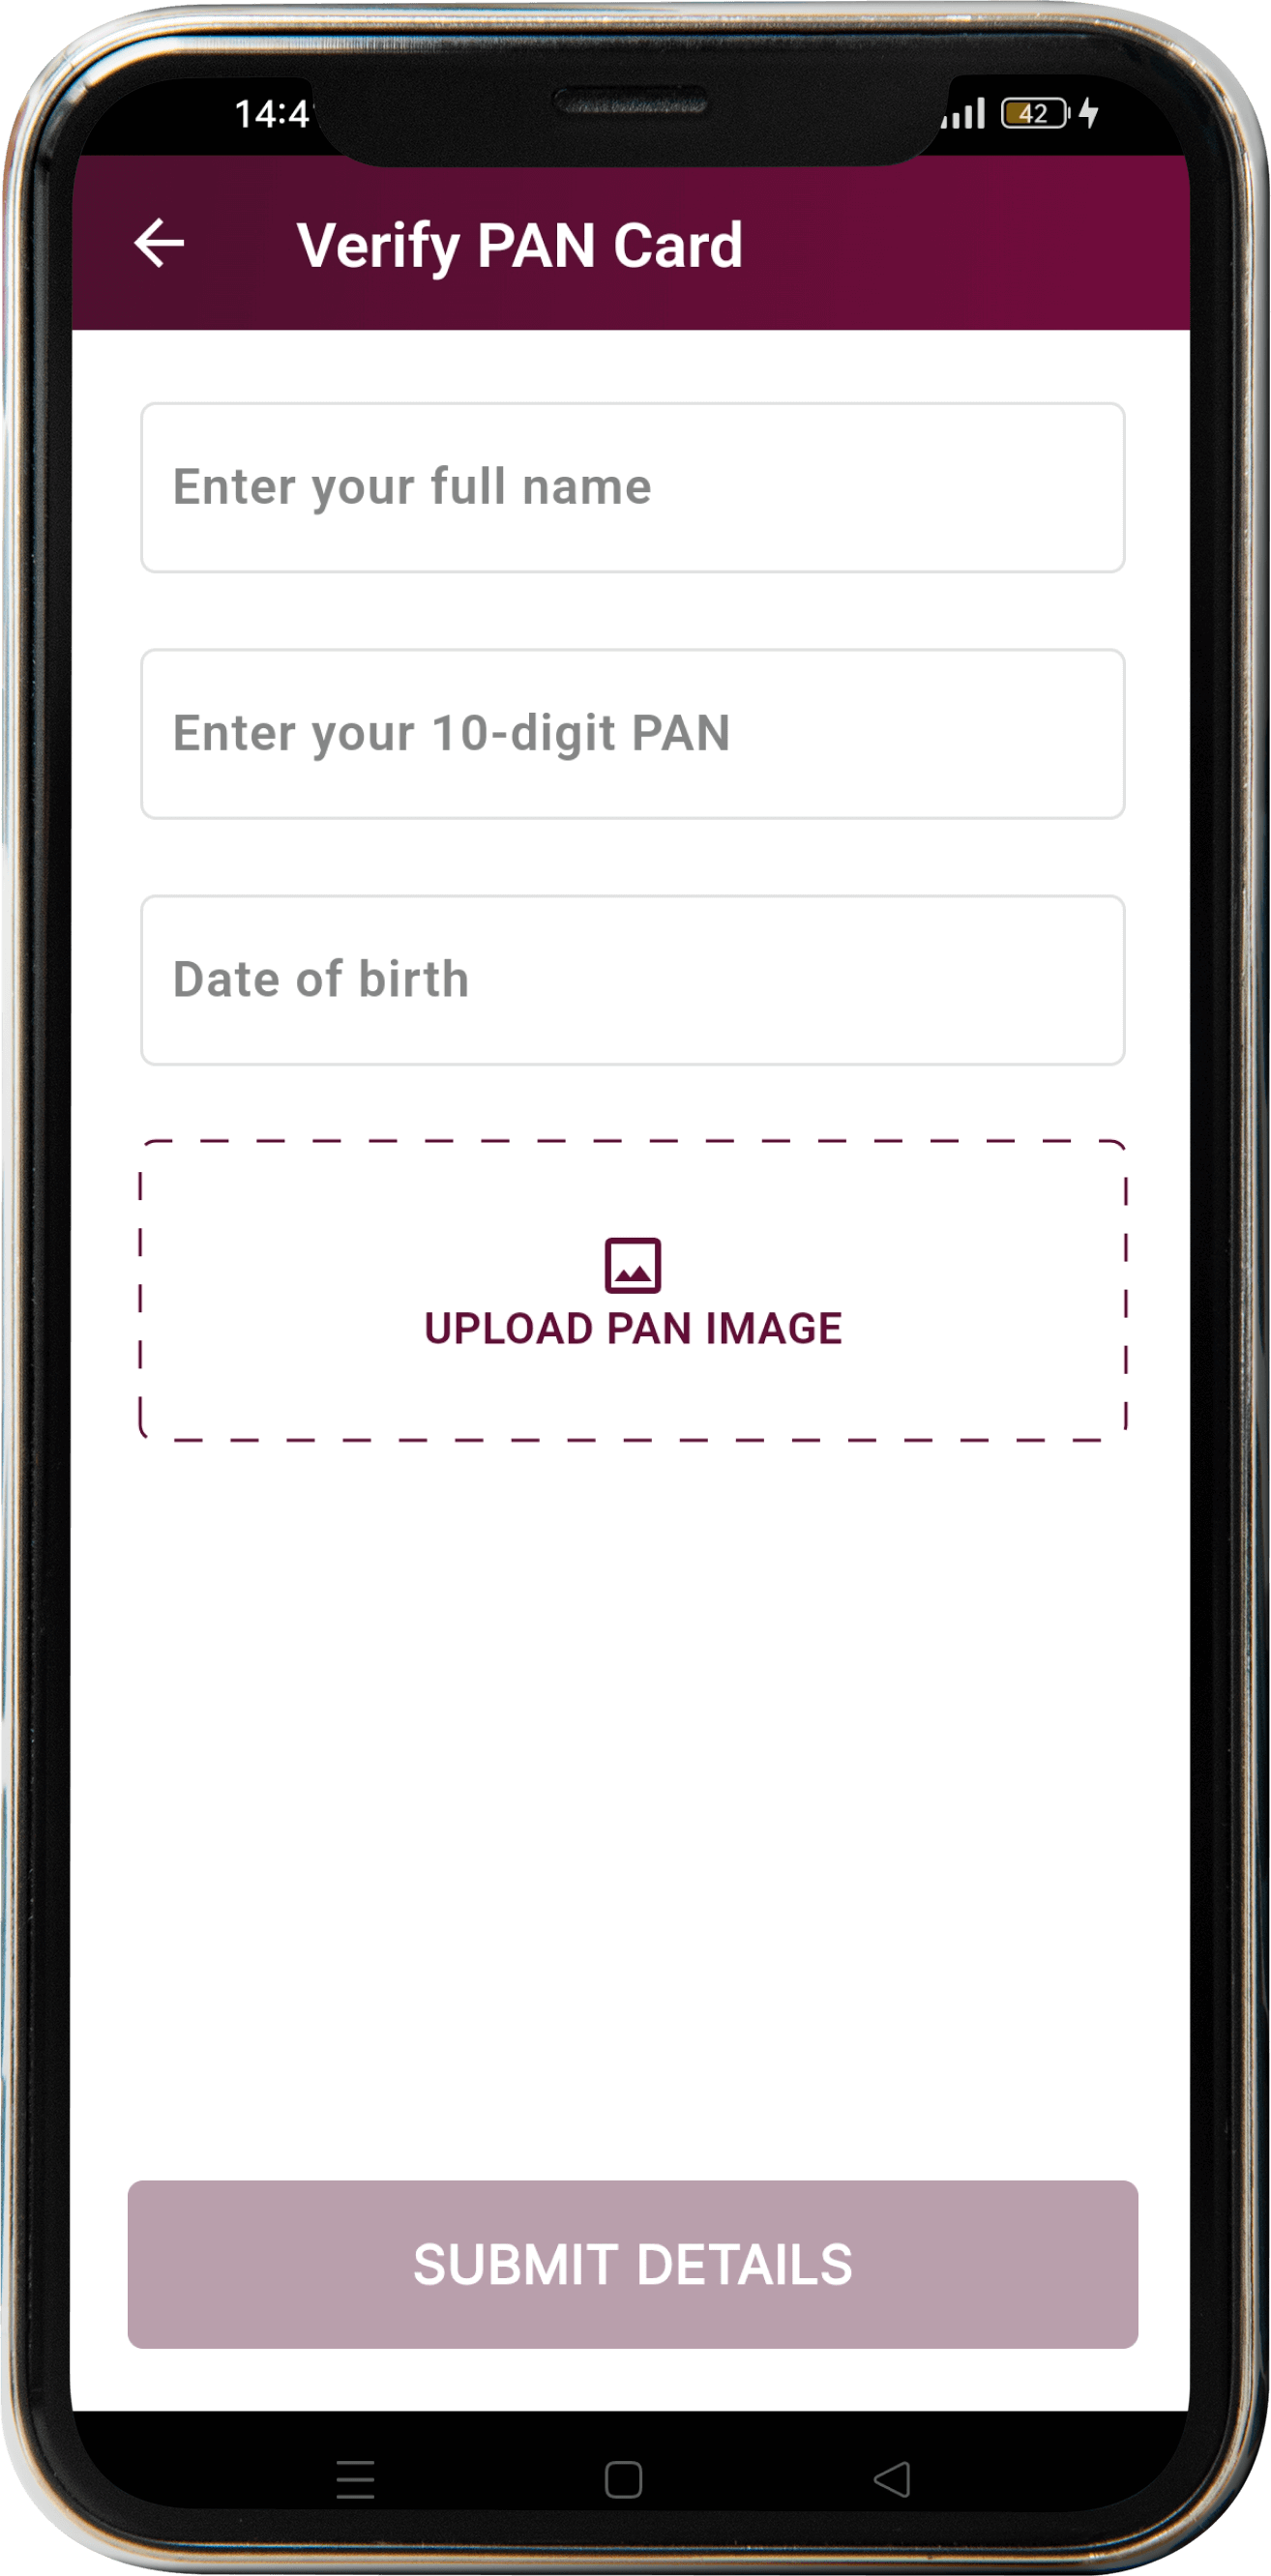 14:4
42
Verify PAN Card
Enter your full name
Enter your 10-digit PAN
Date of birth
UPLOAD PAN IMAGE
SUBMIT DETAILS